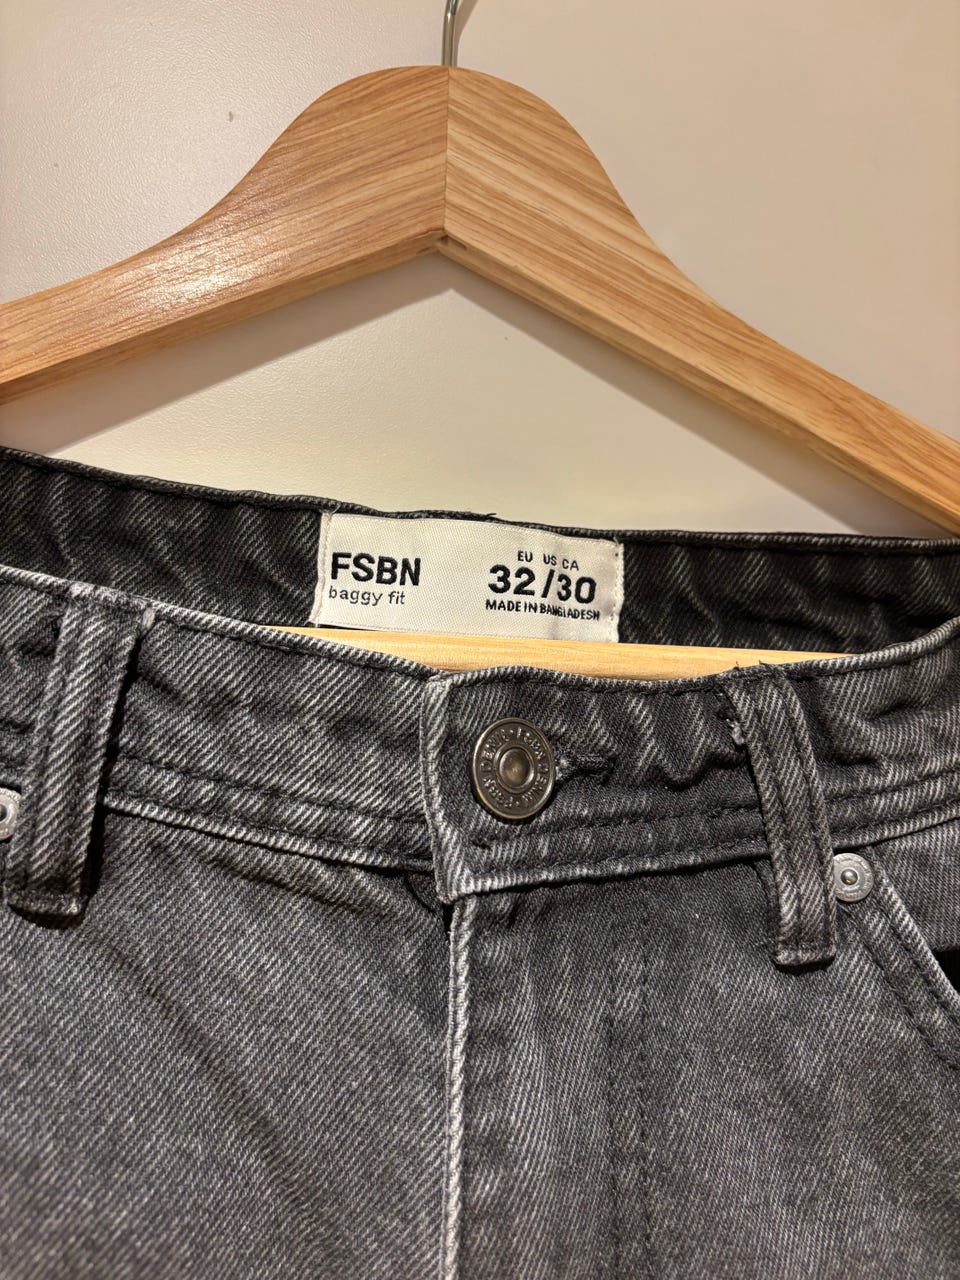 FSBN
baggy fit
EU US CA
32/30
MADE IN BANGLADESH